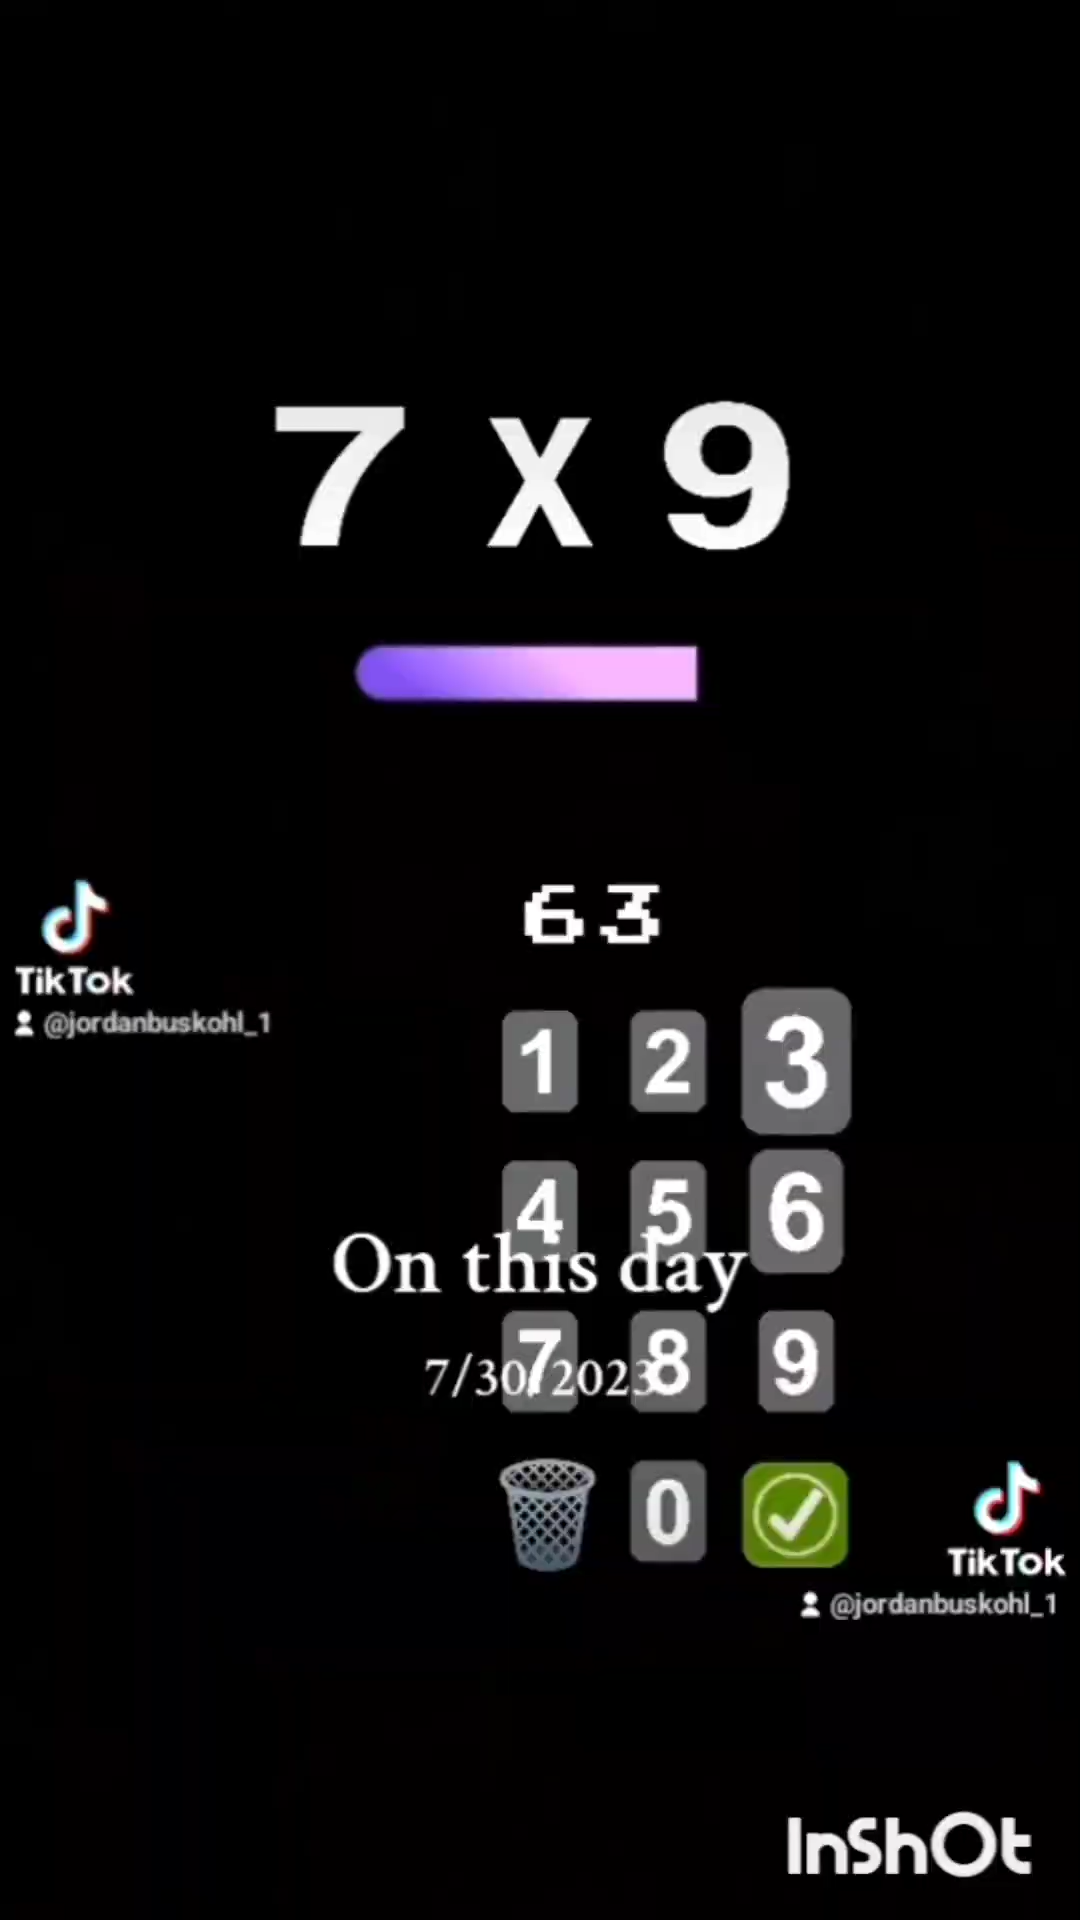 7 x 9
63
TikTok
@jordanbuskohl_1
1 2 3
4 5 6
On this day
7 8 9
7/30/2023
0
TikTok
@jordanbuskohl_1
InShOt